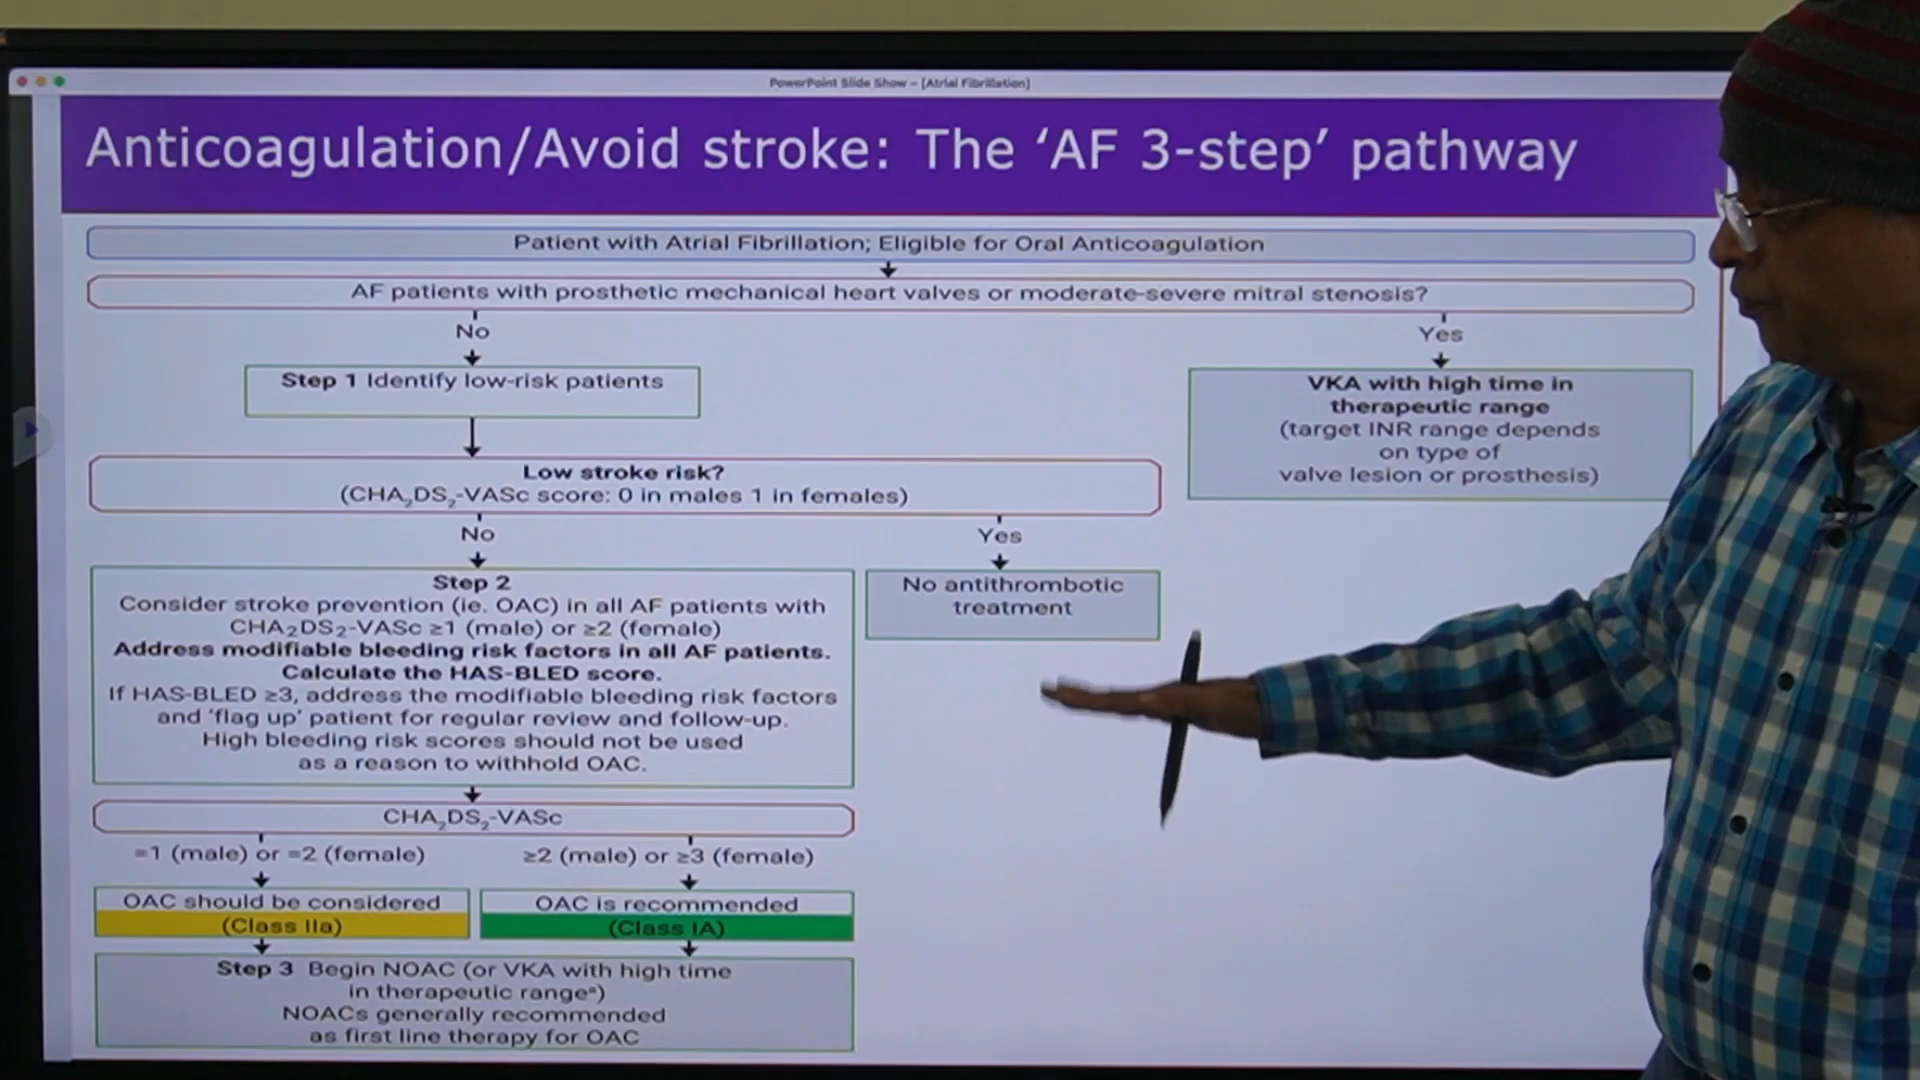 PowerPoint Slide Show – [Atrial Fibrillation]
Anticoagulation/Avoid stroke: The ‘AF 3-step’ pathway
Patient with Atrial Fibrillation; Eligible for Oral Anticoagulation
AF patients with prosthetic mechanical heart valves or moderate-severe mitral stenosis?
No
Yes
Step 1 Identify low-risk patients
VKA with high time in
therapeutic range
(target INR range depends
on type of
valve lesion or prosthesis)
Low stroke risk?
(CHA₂DS₂-VASc score: 0 in males 1 in females)
No
Yes
Step 2
Consider stroke prevention (ie. OAC) in all AF patients with
CHA₂DS₂-VASc ≥1 (male) or ≥2 (female)
Address modifiable bleeding risk factors in all AF patients.
Calculate the HAS-BLED score.
If HAS-BLED ≥3, address the modifiable bleeding risk factors
and ‘flag up’ patient for regular review and follow-up.
High bleeding risk scores should not be used
as a reason to withhold OAC.
No antithrombotic
treatment
CHA₂DS₂-VASc
=1 (male) or =2 (female)
≥2 (male) or ≥3 (female)
OAC should be considered
(Class IIa)
OAC is recommended
(Class IA)
Step 3 Begin NOAC (or VKA with high time
in therapeutic rangeª)
NOACs generally recommended
as first line therapy for OAC